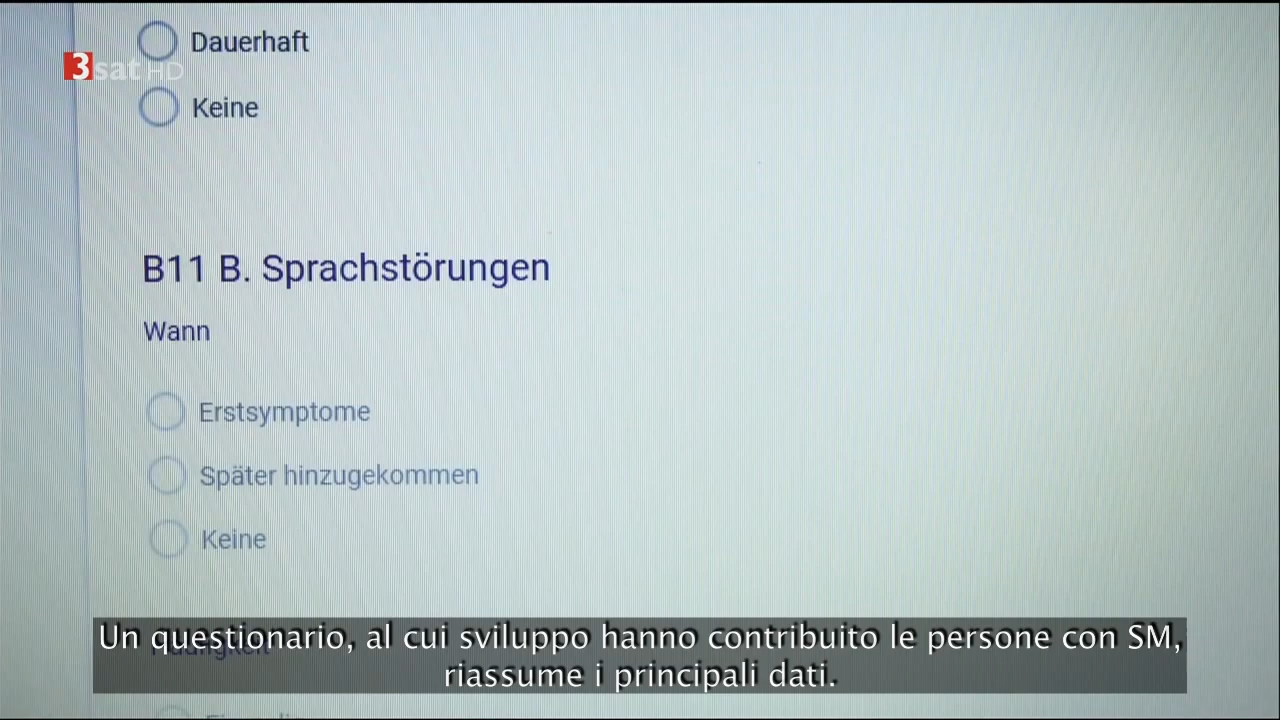 Dauerhaft
3sat HD
Keine
B11 B. Sprachstörungen
Wann
Erstsymptome
Später hinzugekommen
Keine
Un questionario, al cui sviluppo hanno contribuito le persone con SM,
riassume i principali dati.